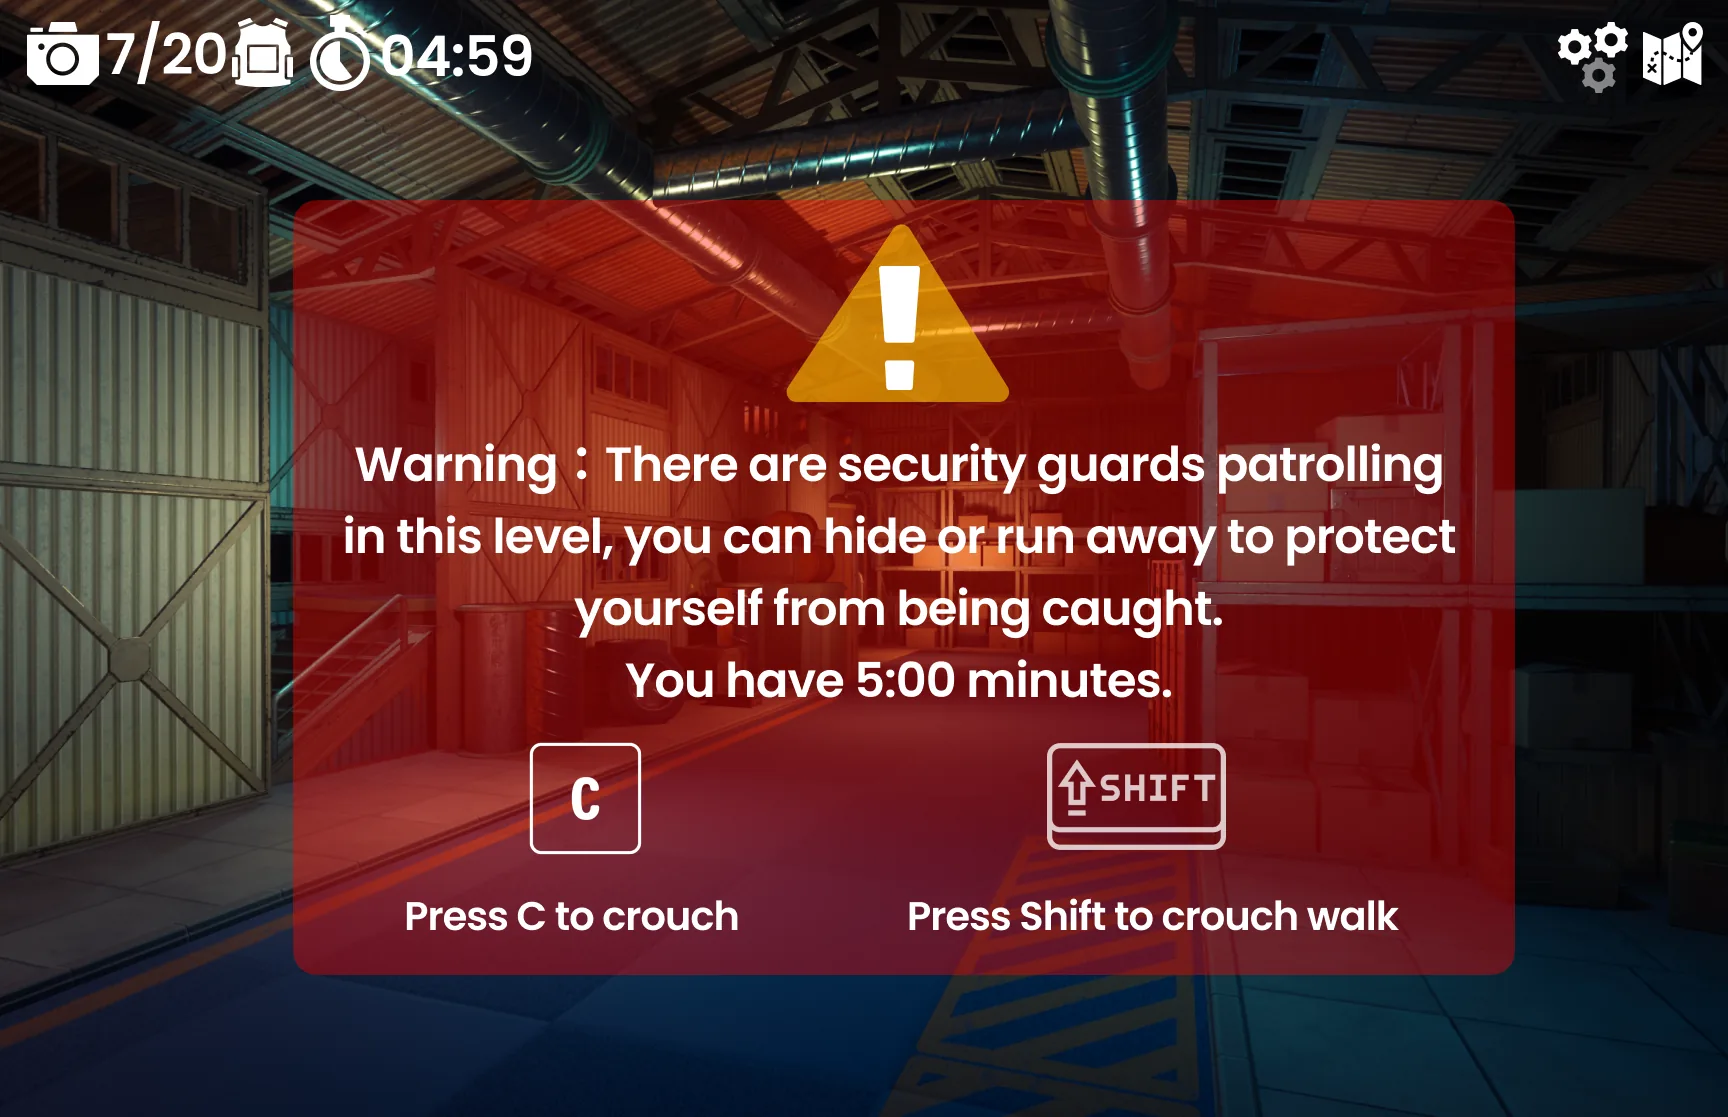 7/20 04:59
Warning：There are security guards patrolling
in this level, you can hide or run away to protect
yourself from being caught.
You have 5:00 minutes.
C
SHIFT
Press C to crouch
Press Shift to crouch walk